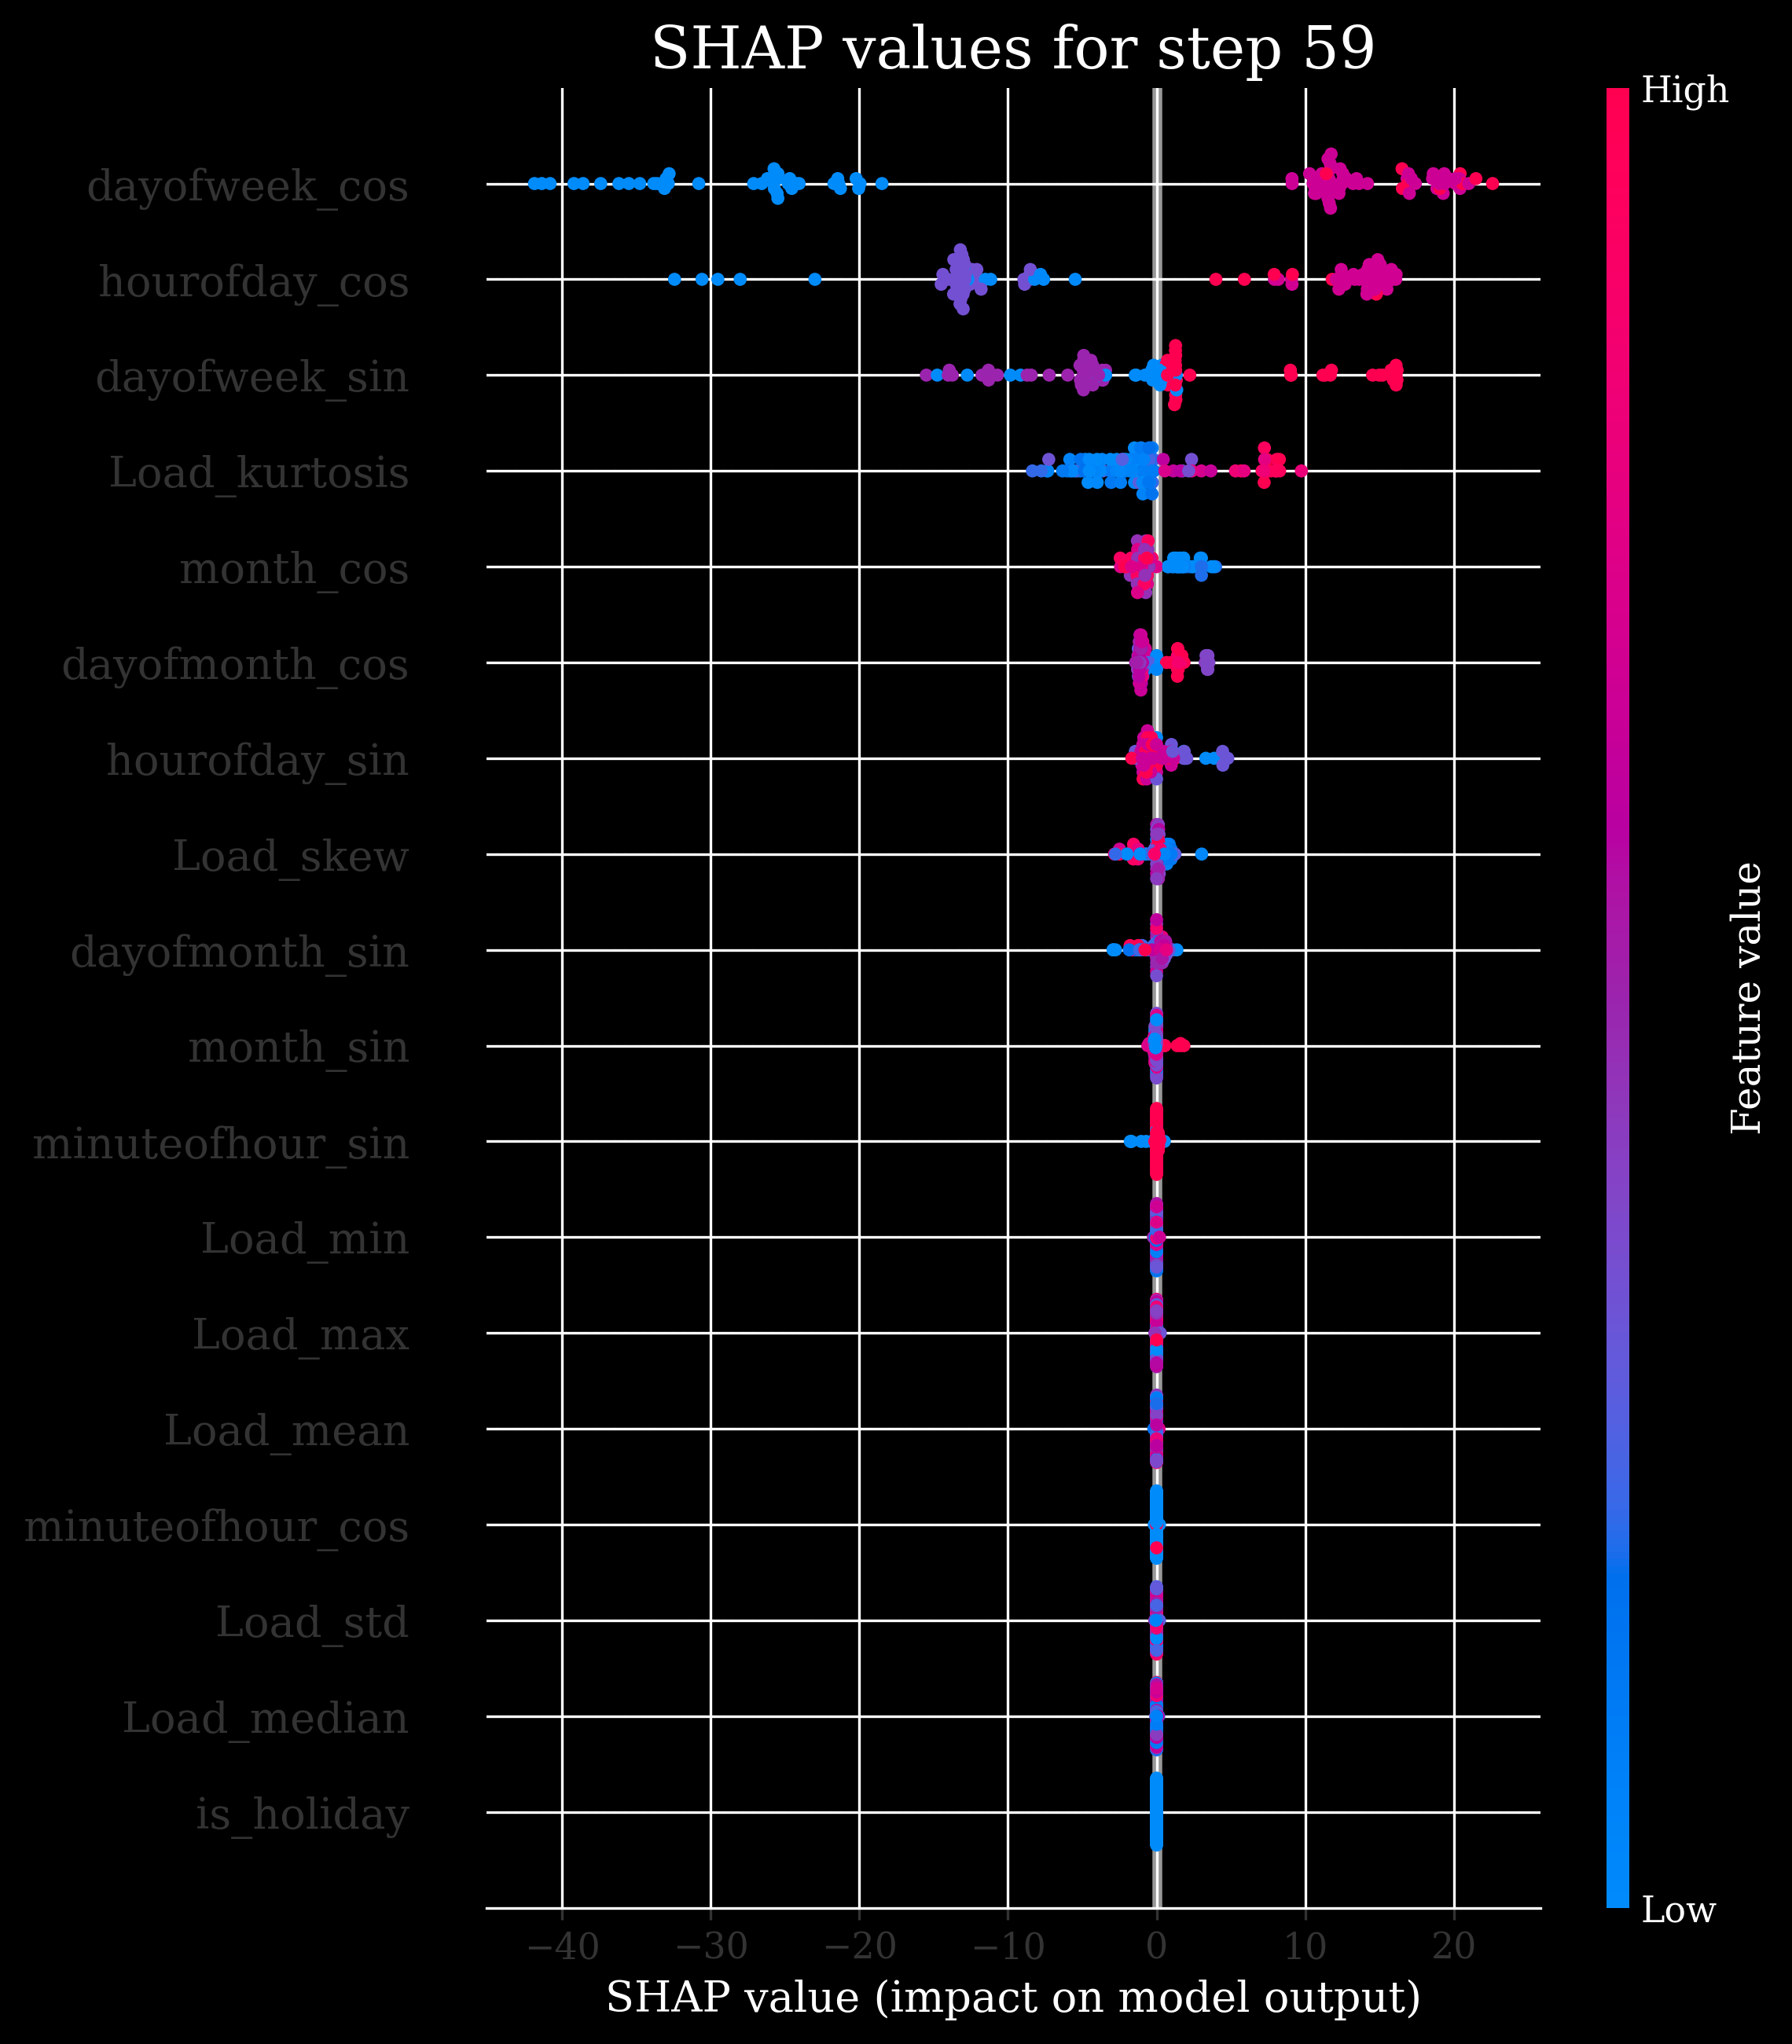 SHAP values for step 59
High
dayofweek_cos
hourofday_cos
dayofweek_sin
Load_kurtosis
month_cos
dayofmonth_cos
hourofday_sin
Load_skew
dayofmonth_sin
month_sin
minuteofhour_sin
Load_min
Load_max
Load_mean
minuteofhour_cos
Load_std
Load_median
is_holiday
Feature value
Low
−40 −30 −20 −10 0 10 20
SHAP value (impact on model output)